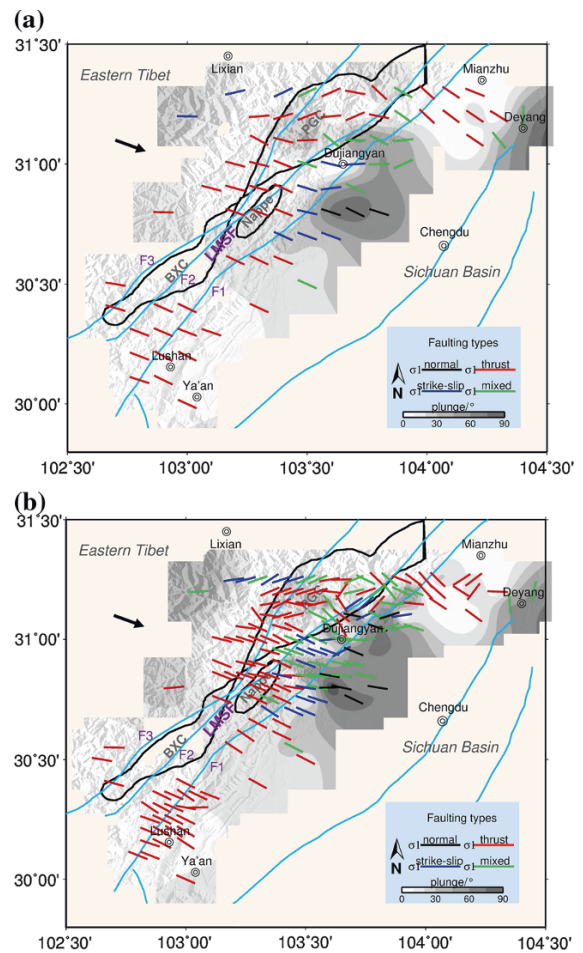 (a)
31°30'
Lixian
Eastern Tibet
Mianzhu
PGC
Deyang
31°00'
Dujiangyan
Nappe
Chengdu
F3
LMSF
BXC
F2
F1
Sichuan Basin
30°30'
Lushan
Ya'an
30°00'
Faulting types
σ1 normal σ1 thrust
N σ1 strike-slip σ1 mixed
plunge/°
0 30 60 90
102°30' 103°00' 103°30' 104°00' 104°30'
(b)
31°30'
Lixian
Eastern Tibet
Mianzhu
Deyang
31°00'
Dujiangyan
Nappe
Chengdu
F3
LMSF
BXC
F2
F1
Sichuan Basin
30°30'
Lushan
Ya'an
30°00'
Faulting types
σ1 normal σ1 thrust
N σ1 strike-slip σ1 mixed
plunge/°
0 30 60 90
102°30' 103°00' 103°30' 104°00' 104°30'